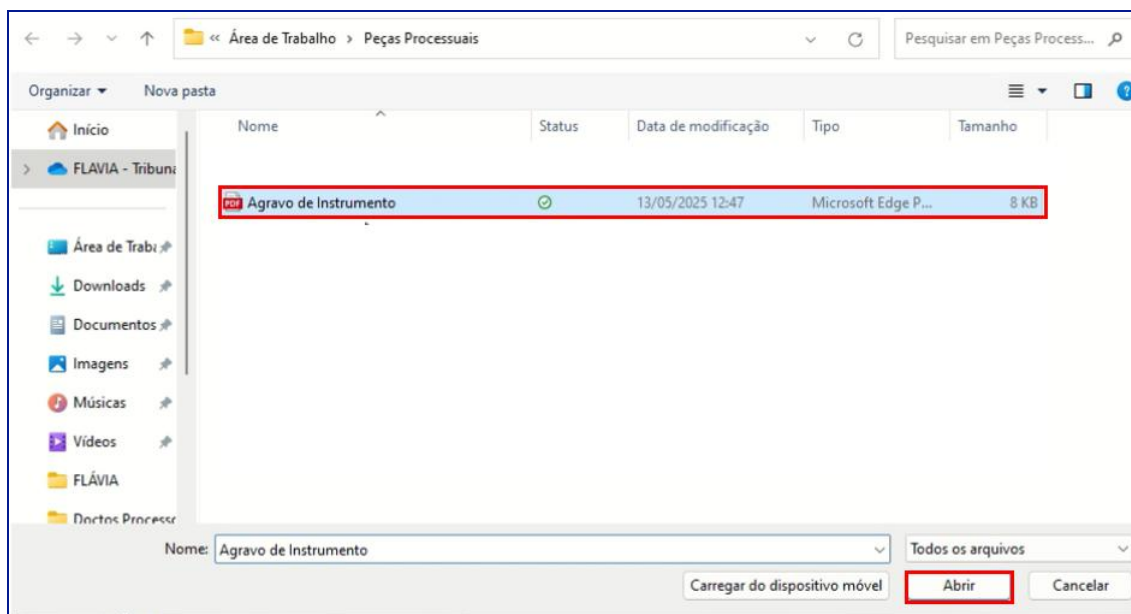 « Área de Trabalho > Peças Processuais Pesquisar em Peças Process...
Organizar Nova pasta ?
Nome Status Data de modificação Tipo Tamanho
Início
FLAVIA - Tribuna
PDF Agravo de Instrumento 13/05/2025 12:47 Microsoft Edge P... 8 KB
Área de Traba
Downloads
Documentos
Imagens
Músicas
Vídeos
FLÁVIA
Doctos Processo
Nome: Agravo de Instrumento Todos os arquivos
Carregar do dispositivo móvel Abrir Cancelar